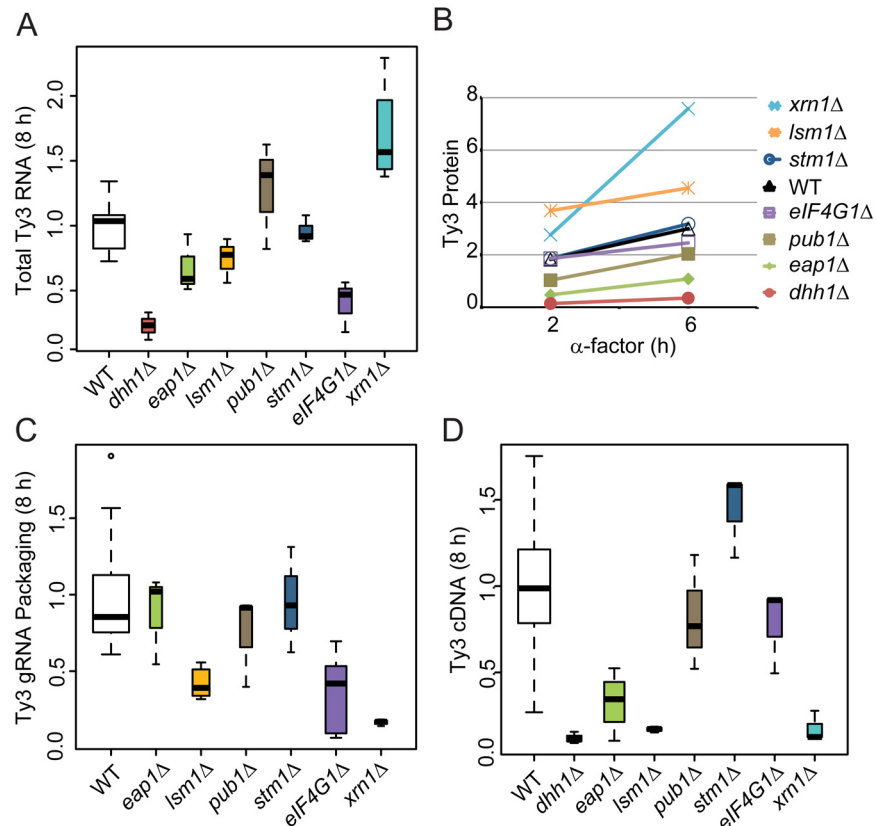 A
Total Ty3 RNA (8 h)
2.0
1.5
1.0
0.5
0.0
WT
dhh1Δ
eap1Δ
lsm1Δ
pub1Δ
stm1Δ
eIF4G1Δ
xrn1Δ
B
Ty3 Protein
8
6
4
2
0
2
6
α-factor (h)
xrn1Δ
lsm1Δ
stm1Δ
WT
eIF4G1Δ
pub1Δ
eap1Δ
dhh1Δ
C
Ty3 gRNA Packaging (8 h)
1.5
1.0
0.5
0.0
WT
eap1Δ
lsm1Δ
pub1Δ
stm1Δ
eIF4G1Δ
xrn1Δ
D
Ty3 cDNA (8 h)
1.5
1.0
0.5
0.0
WT
dhh1Δ
eap1Δ
lsm1Δ
pub1Δ
stm1Δ
eIF4G1Δ
xrn1Δ